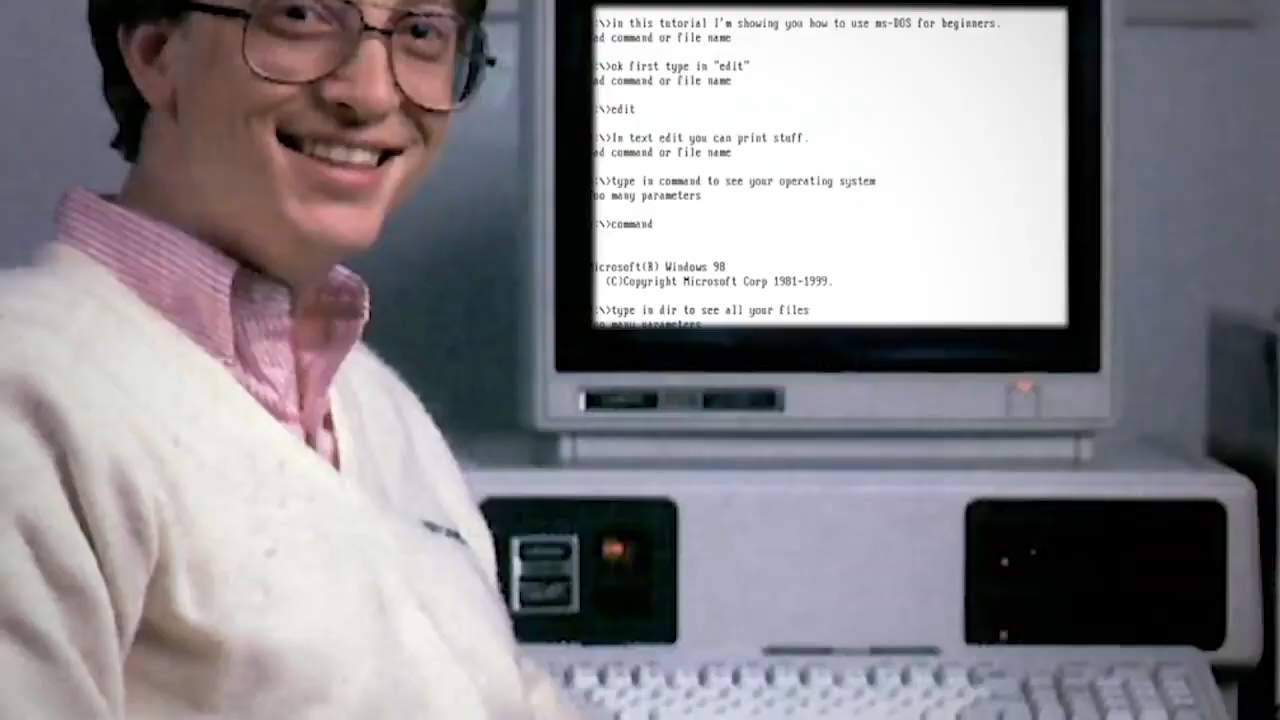 :\>in this tutorial I'm showing you how to use ms-DOS for beginners.
ad command or file name
:\>ok first type in "edit"
ad command or file name
:\>edit
:\>In text edit you can print stuff.
ad command or file name
:\>type in command to see your operating system
oo many parameters
:\>command
icrosoft(R) Windows 98
(C)Copyright Microsoft Corp 1981-1999.
:\>type in dir to see all your files
oo many parameters